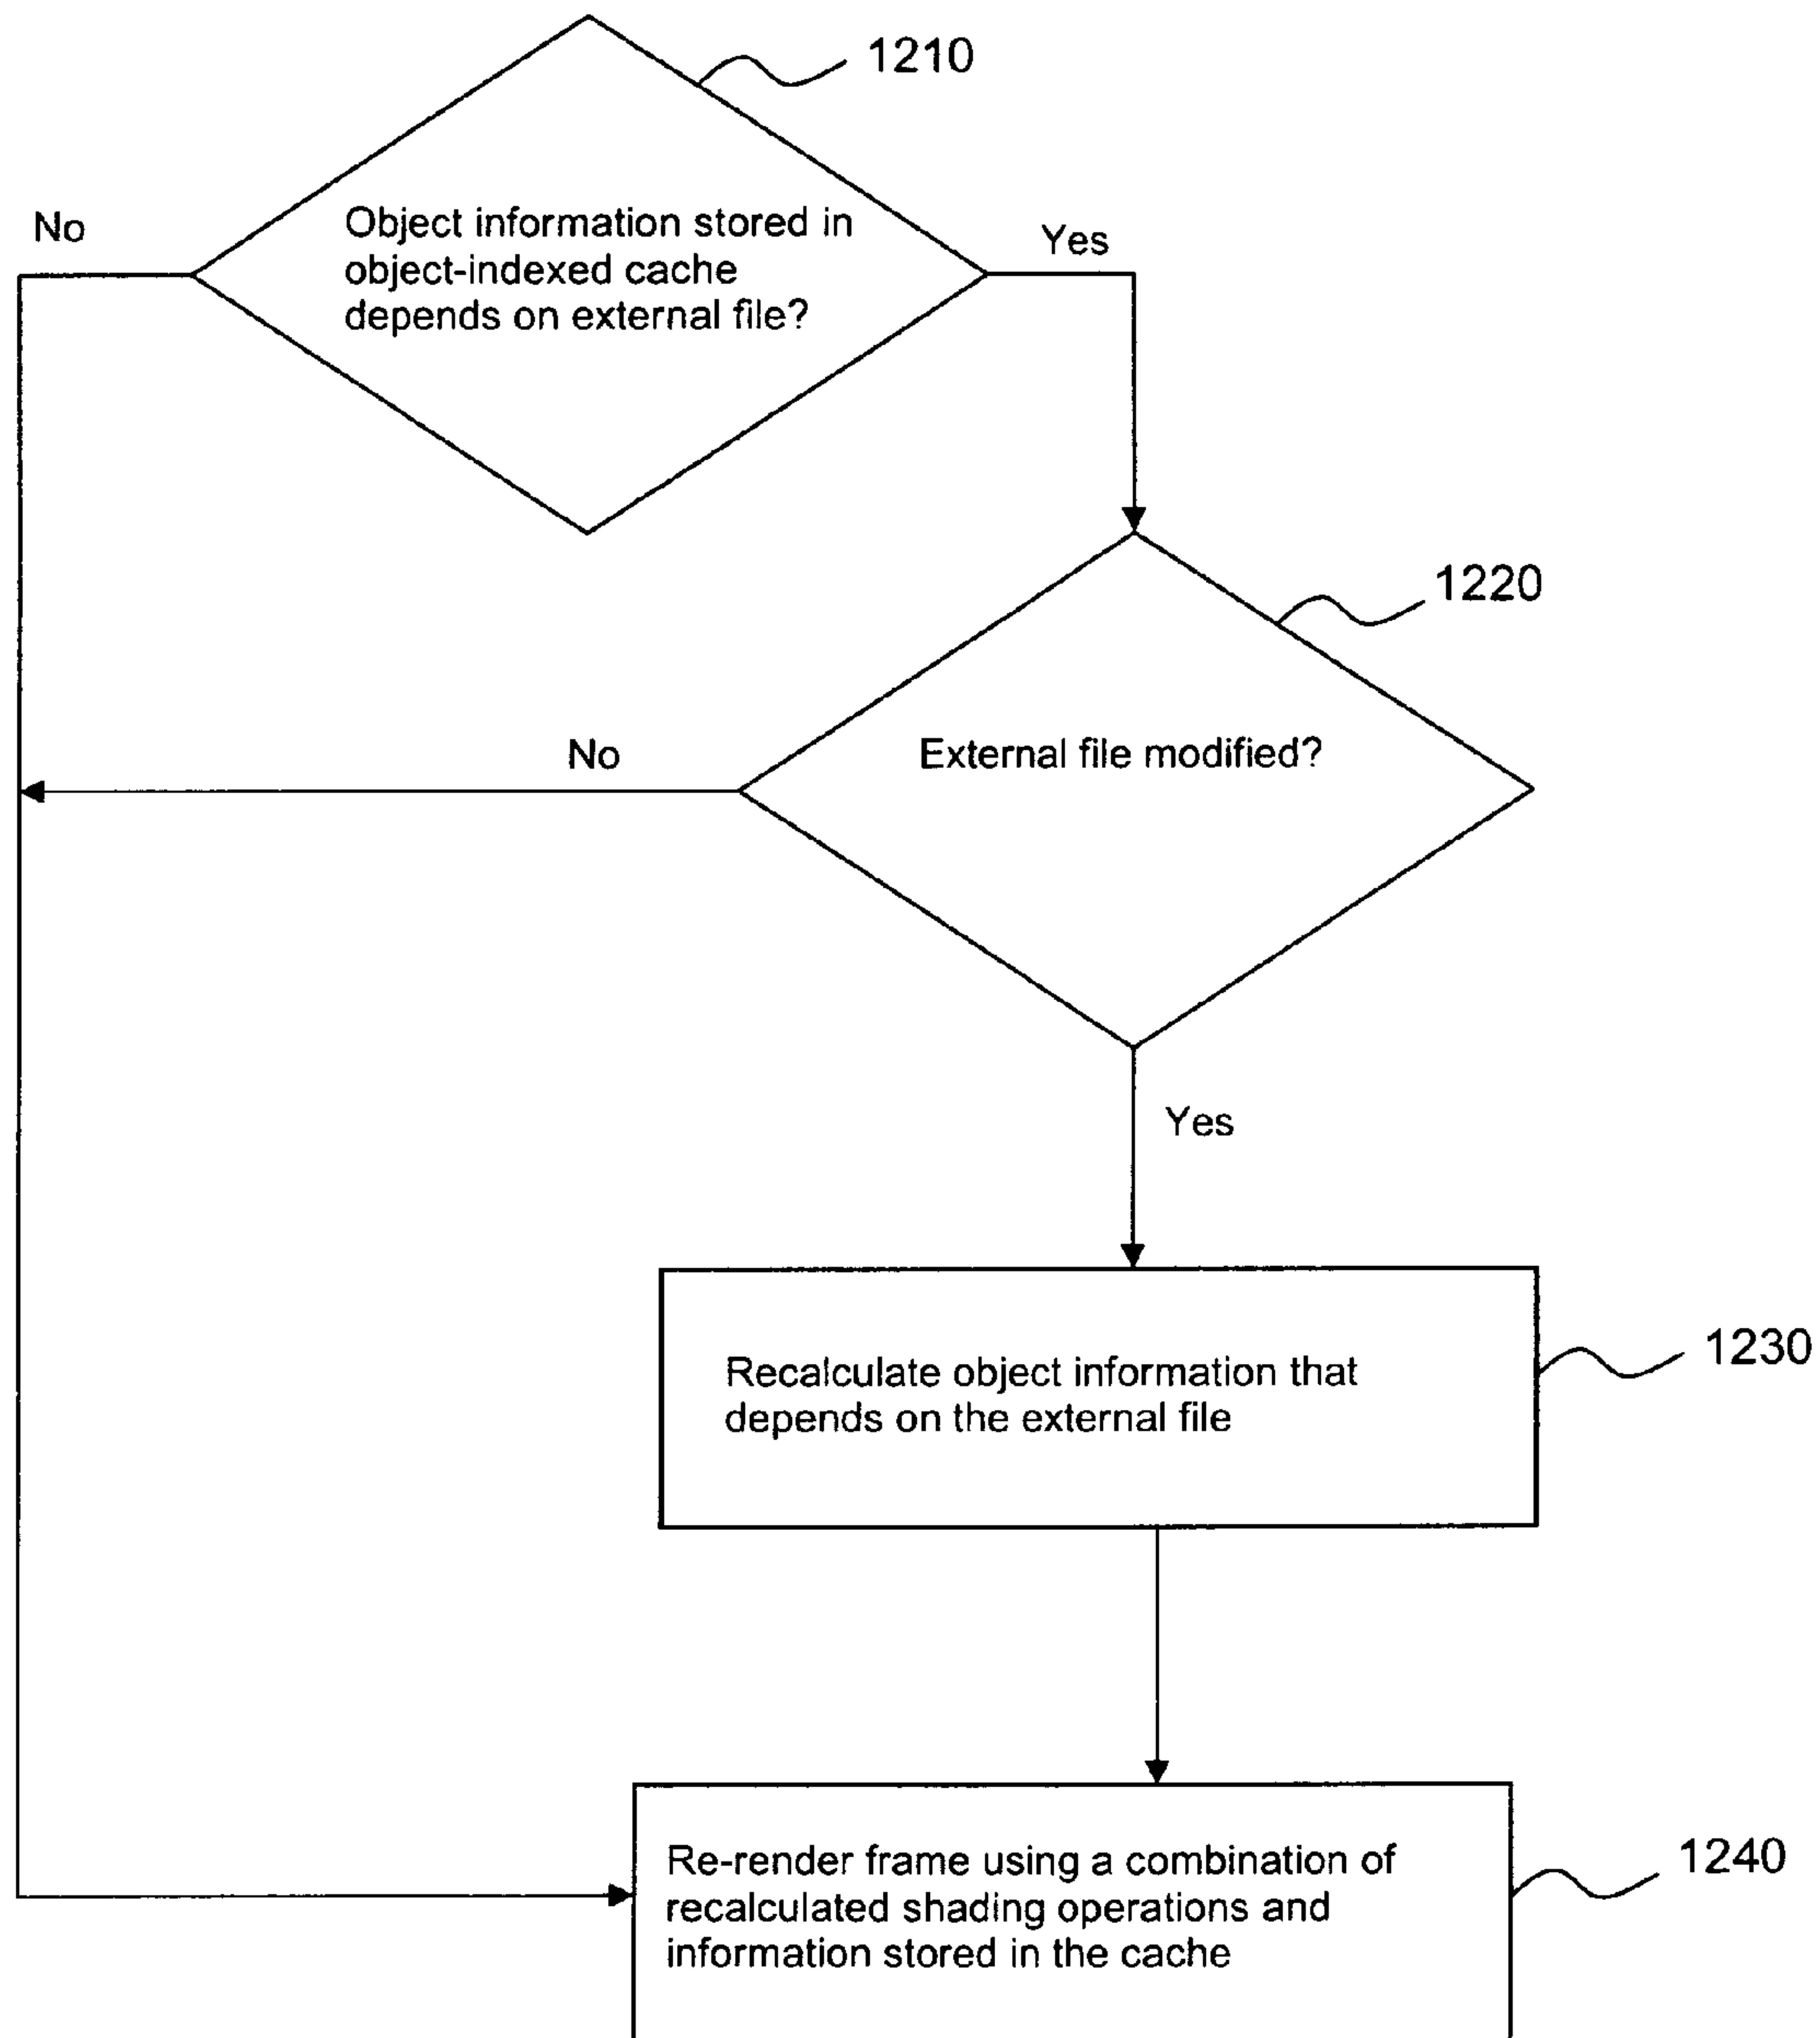 1210
No
Object information stored in
object-indexed cache
depends on external file?
Yes
1220
No
External file modified?
Yes
1230
Recalculate object information that
depends on the external file
1240
Re-render frame using a combination of
recalculated shading operations and
information stored in the cache